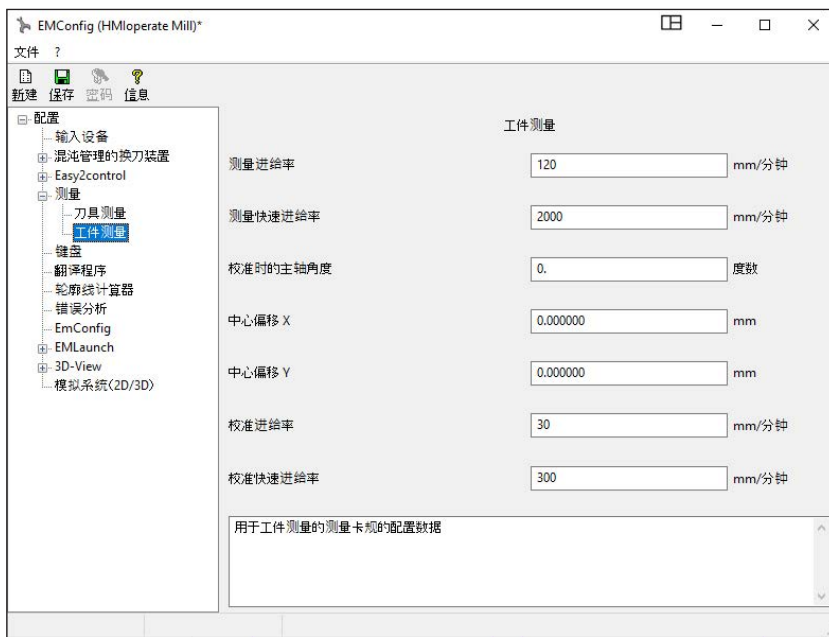 EMConfig (HMIoperate Mill)*
文件 ?
新建 保存 密码 信息
配置
输入设备
混沌管理的换刀装置
Easy2control
测量
刀具测量
工件测量
键盘
翻译程序
轮廓线计算器
错误分析
EmConfig
EMLaunch
3D-View
模拟系统(2D/3D)
工件测量
测量进给率 120 mm/分钟
测量快速进给率 2000 mm/分钟
校准时的主轴角度 0. 度数
中心偏移 X 0.000000 mm
中心偏移 Y 0.000000 mm
校准进给率 30 mm/分钟
校准快速进给率 300 mm/分钟
用于工件测量的测量卡规的配置数据